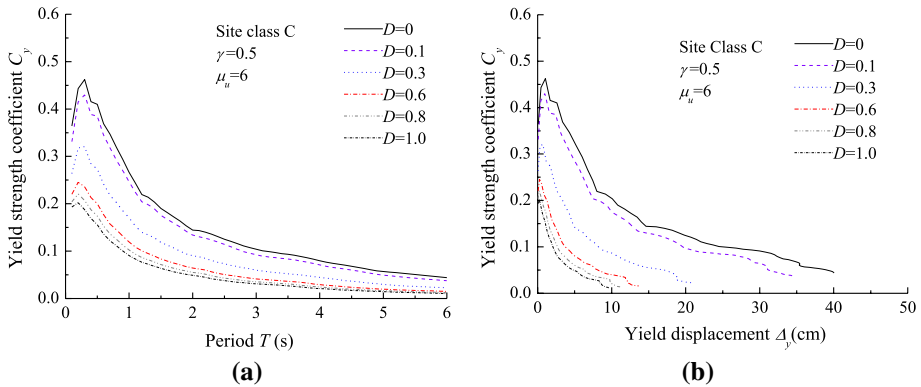 0.6
0.5
0.4
0.3
0.2
0.1
0.0
Yield strength coefficient C_y
0 1 2 3 4 5 6
Period T (s)
Site class C
γ=0.5
μ_u=6
D=0
D=0.1
D=0.3
D=0.6
D=0.8
D=1.0
(a)
0.6
0.5
0.4
0.3
0.2
0.1
0.0
Yield strength coefficient C_y
0 10 20 30 40 50
Yield displacement Δ_y(cm)
Site Class C
γ=0.5
μ_u=6
D=0
D=0.1
D=0.3
D=0.6
D=0.8
D=1.0
(b)